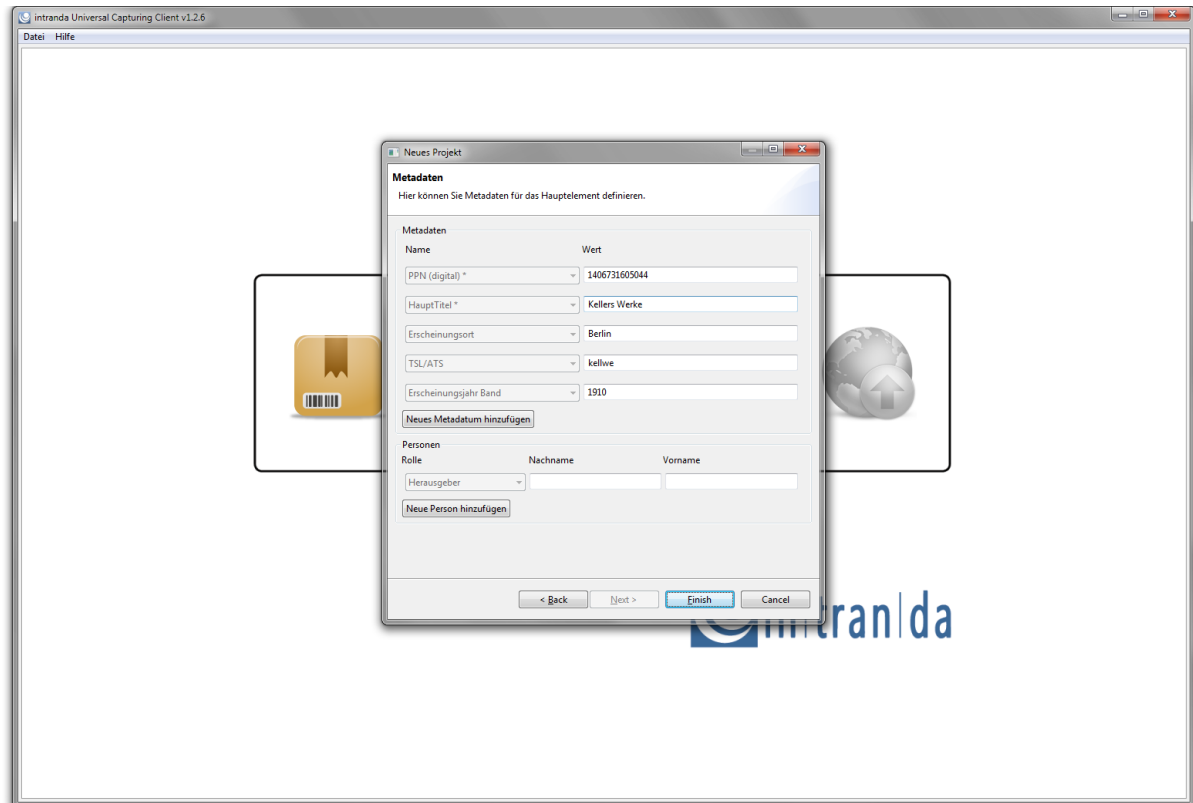 intranda Universal Capturing Client v1.2.6
Datei Hilfe
Neues Projekt
Metadaten
Hier können Sie Metadaten für das Hauptelement definieren.
Metadaten
Name Wert
PPN (digital) * 1406731605044
HauptTitel * Kellers Werke
Erscheinungsort Berlin
TSL/ATS kellwe
Erscheinungsjahr Band 1910
Neues Metadatum hinzufügen
Personen
Rolle Nachname Vorname
Herausgeber
Neue Person hinzufügen
< Back Next > Finish Cancel
intran|da